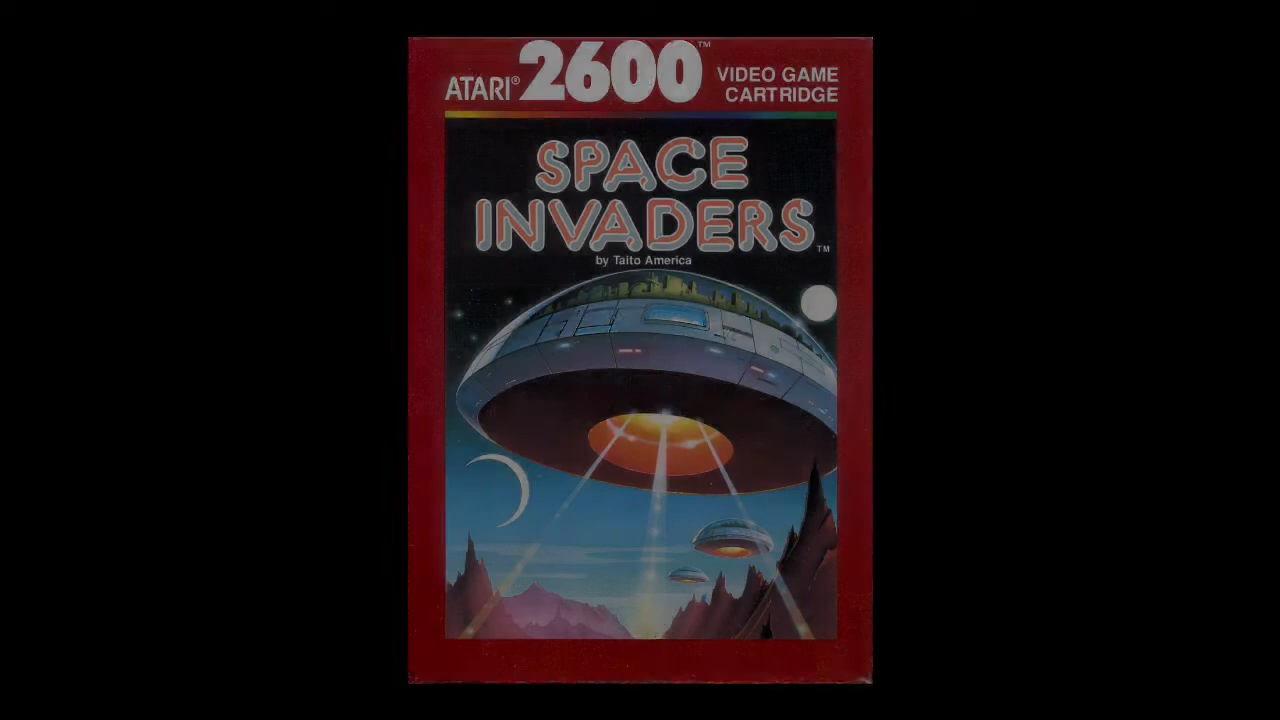 ATARI® 2600™ VIDEO GAME
CARTRIDGE
SPACE
INVADERS™
by Taito America